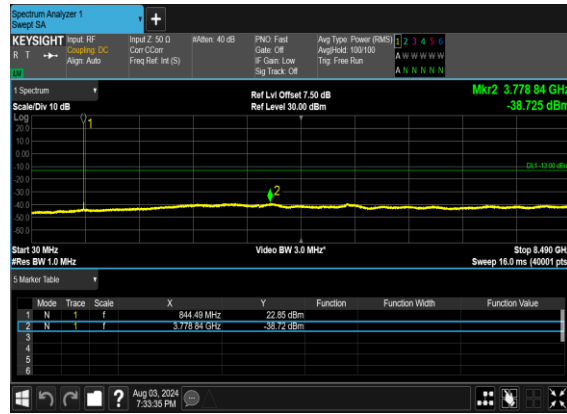 Spectrum Analyzer 1
Swept SA
+
KEYSIGHT Input: RF Input Z: 50 Ω #Atten: 40 dB PNO: Fast Avg Type: Power (RMS) 1 2 3 4 5 6
R T Coupling: DC Corr CCorr Gate: Off Avg|Hold: 100/100 A W W W W W
Align: Auto Freq Ref: Int (S) IF Gain: Low Trig: Free Run A N N N N N
Sig Track: Off
1 Spectrum Ref Lvl Offset 7.50 dB Mkr2 3.778 84 GHz
Scale/Div 10 dB Ref Level 30.00 dBm -38.725 dBm
Log
1
20.0
10.0
0.00
-10.0
DL1 -13.00 dBm
-20.0
-30.0
2
-40.0
-50.0
-60.0
Start 30 MHz Video BW 3.0 MHz* Stop 8.490 GHz
#Res BW 1.0 MHz Sweep 16.0 ms (40001 pts)
5 Marker Table
Mode Trace Scale X Y Function Function Width Function Value
1 N 1 f 844.49 MHz 22.85 dBm
2 N 1 f 3.778 84 GHz -38.72 dBm
3
4
5
6
? Aug 03, 2024
7:33:35 PM